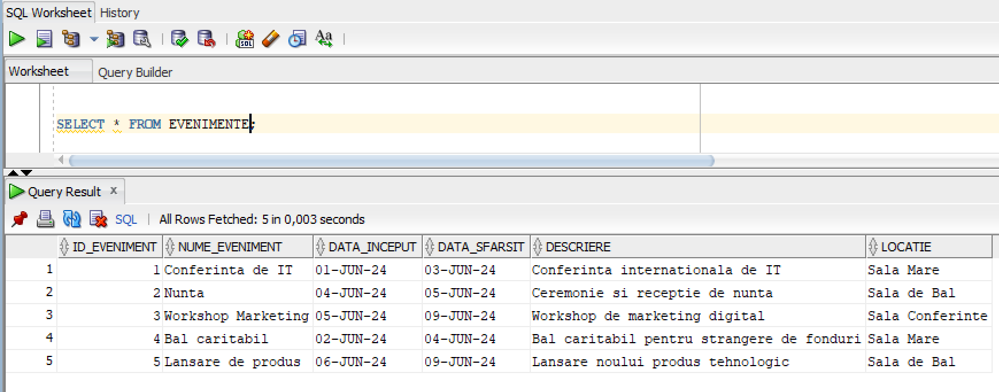 SQL Worksheet History
SQL Aa
Worksheet Query Builder
SELECT * FROM EVENIMENTE;
Query Result x
SQL All Rows Fetched: 5 in 0,003 seconds
ID_EVENIMENT NUME_EVENIMENT DATA_INCEPUT DATA_SFARSIT DESCRIERE LOCATIE
1 1 Conferinta de IT 01-JUN-24 03-JUN-24 Conferinta internationala de IT Sala Mare
2 2 Nunta 04-JUN-24 05-JUN-24 Ceremonie si receptie de nunta Sala de Bal
3 3 Workshop Marketing 05-JUN-24 09-JUN-24 Workshop de marketing digital Sala Conferinte
4 4 Bal caritabil 02-JUN-24 04-JUN-24 Bal caritabil pentru strangere de fonduri Sala Mare
5 5 Lansare de produs 06-JUN-24 09-JUN-24 Lansare noului produs tehnologic Sala de Bal